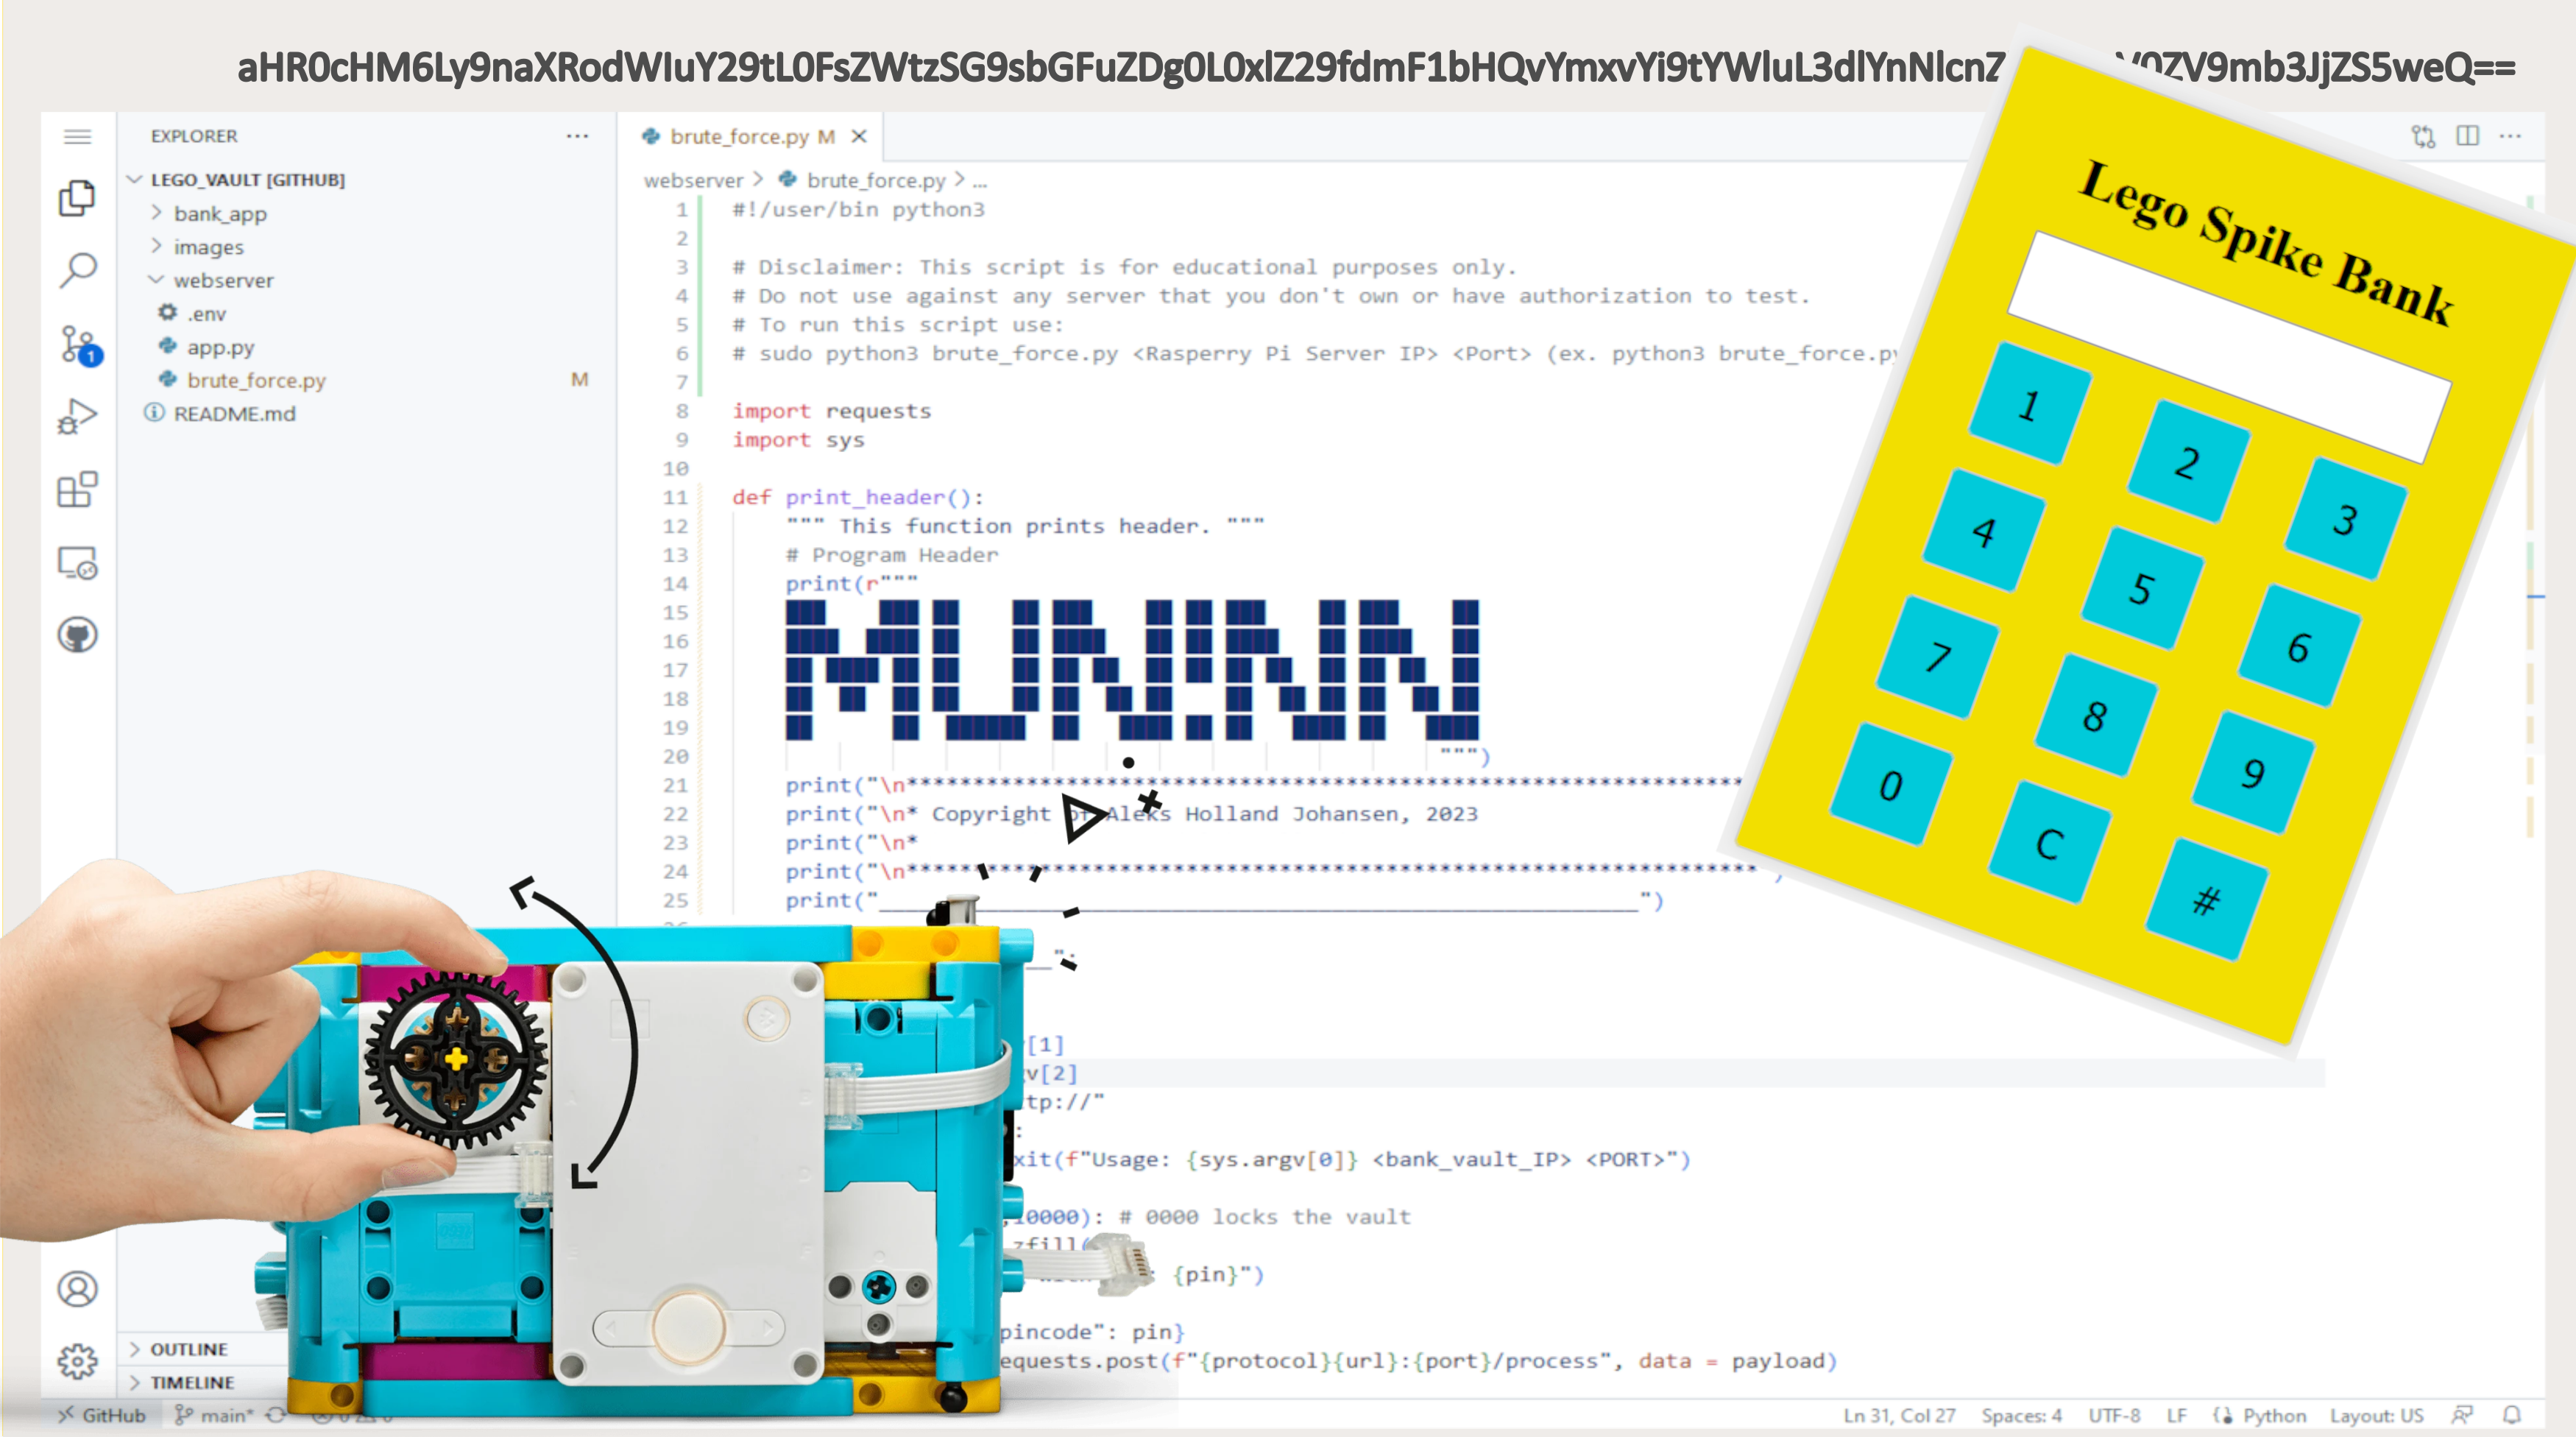 aHR0cHM6Ly9naXRodWIuY29tL0FsZWtzSG9sbGFuZDg0L0xlZ29fdmF1bHQvYmxvYi9tYWluL3dlYnNlcnZ V0ZV9mb3JjZS5weQ==
EXPLORER ...
LEGO_VAULT [GITHUB]
bank_app
images
webserver
.env
app.py
brute_force.py M
README.md
OUTLINE
TIMELINE
brute_force.py M ×
webserver > brute_force.py > ...
1 #!/user/bin python3
2
3 # Disclaimer: This script is for educational purposes only.
4 # Do not use against any server that you don't own or have authorization to test.
5 # To run this script use:
6 # sudo python3 brute_force.py <Rasperry Pi Server IP> <Port> (ex. python3 brute_force.py
7
8 import requests
9 import sys
10
11 def print_header():
12 """ This function prints header. """
13 # Program Header
14 print(r"""
15
16
17 MUNINN
18
19
20 """)
21 print("\n***************************************************************
22 print("\n* Copyright of Aleks Holland Johansen, 2023
23 print("\n*
24 print("\n****************************************************************
25 print("_________________________________________________________")
__":
[1]
v[2]
tp://"
:
xit(f"Usage: {sys.argv[0]} <bank_vault_IP> <PORT>")
,10000): # 0000 locks the vault
zfill(
: {pin}")
pincode": pin}
equests.post(f"{protocol}{url}:{port}/process", data = payload)
Lego Spike Bank
1 2 3
4 5 6
7 8 9
0 C #
GitHub main* Ln 31, Col 27 Spaces: 4 UTF-8 LF Python Layout: US
1